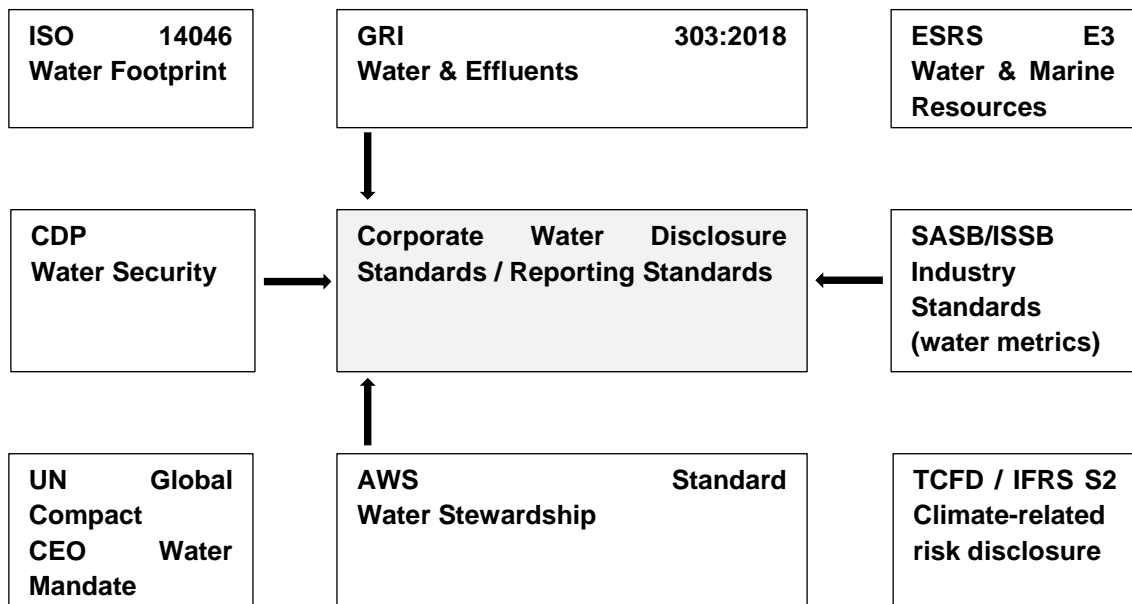 ISO 14046
Water Footprint
GRI 303:2018
Water & Effluents
ESRS E3
Water & Marine
Resources
CDP
Water Security
Corporate Water Disclosure
Standards / Reporting Standards
SASB/ISSB
Industry
Standards
(water metrics)
UN Global
Compact
CEO Water
Mandate
AWS Standard
Water Stewardship
TCFD / IFRS S2
Climate-related
risk disclosure